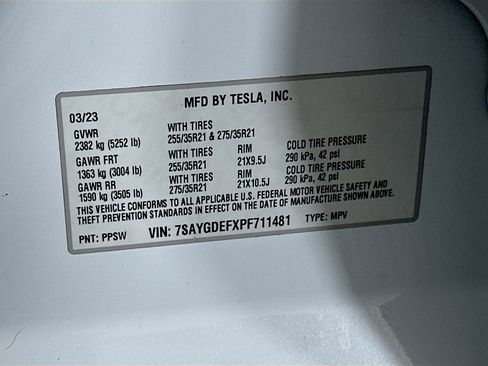 MFD BY TESLA, INC.
03/23
GVWR WITH TIRES
2382 kg (5252 lb) 255/35R21 & 275/35R21
GAWR FRT WITH TIRES RIM COLD TIRE PRESSURE
1363 kg (3004 lb) 255/35R21 21X9.5J 290 kPa, 42 psi
GAWR RR WITH TIRES RIM COLD TIRE PRESSURE
1590 kg (3505 lb) 275/35R21 21X10.5J 290 kPa, 42 psi
THIS VEHICLE CONFORMS TO ALL APPLICABLE U.S. FEDERAL MOTOR VEHICLE SAFETY AND
THEFT PREVENTION STANDARDS IN EFFECT ON THE DATE OF MANUFACTURE SHOWN ABOVE.
PNT: PPSW VIN: 7SAYGDEFXPF711481 TYPE: MPV